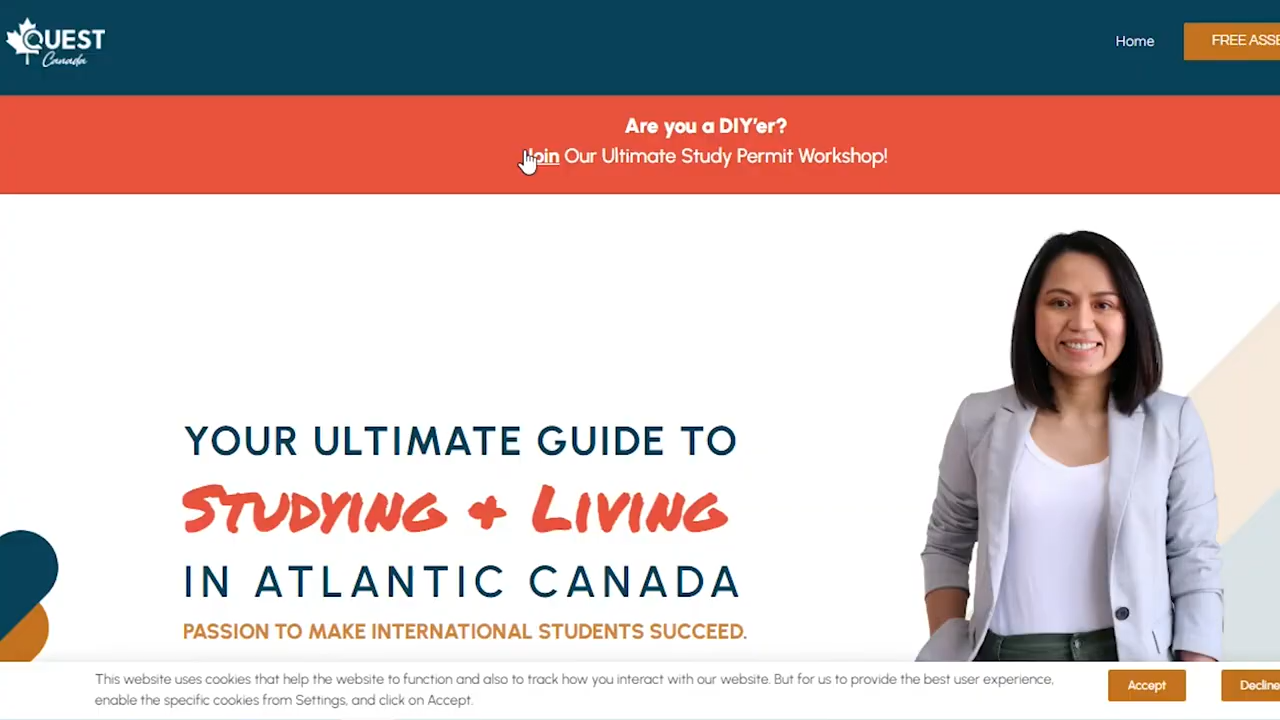 QUEST
Canada
Home
FREE ASSE
Are you a DIY'er?
Join Our Ultimate Study Permit Workshop!
YOUR ULTIMATE GUIDE TO
STUDYING & LIVING
IN ATLANTIC CANADA
PASSION TO MAKE INTERNATIONAL STUDENTS SUCCEED.
This website uses cookies that help the website to function and also to track how you interact with our website. But for us to provide the best user experience,
enable the specific cookies from Settings, and click on Accept.
Accept
Decline